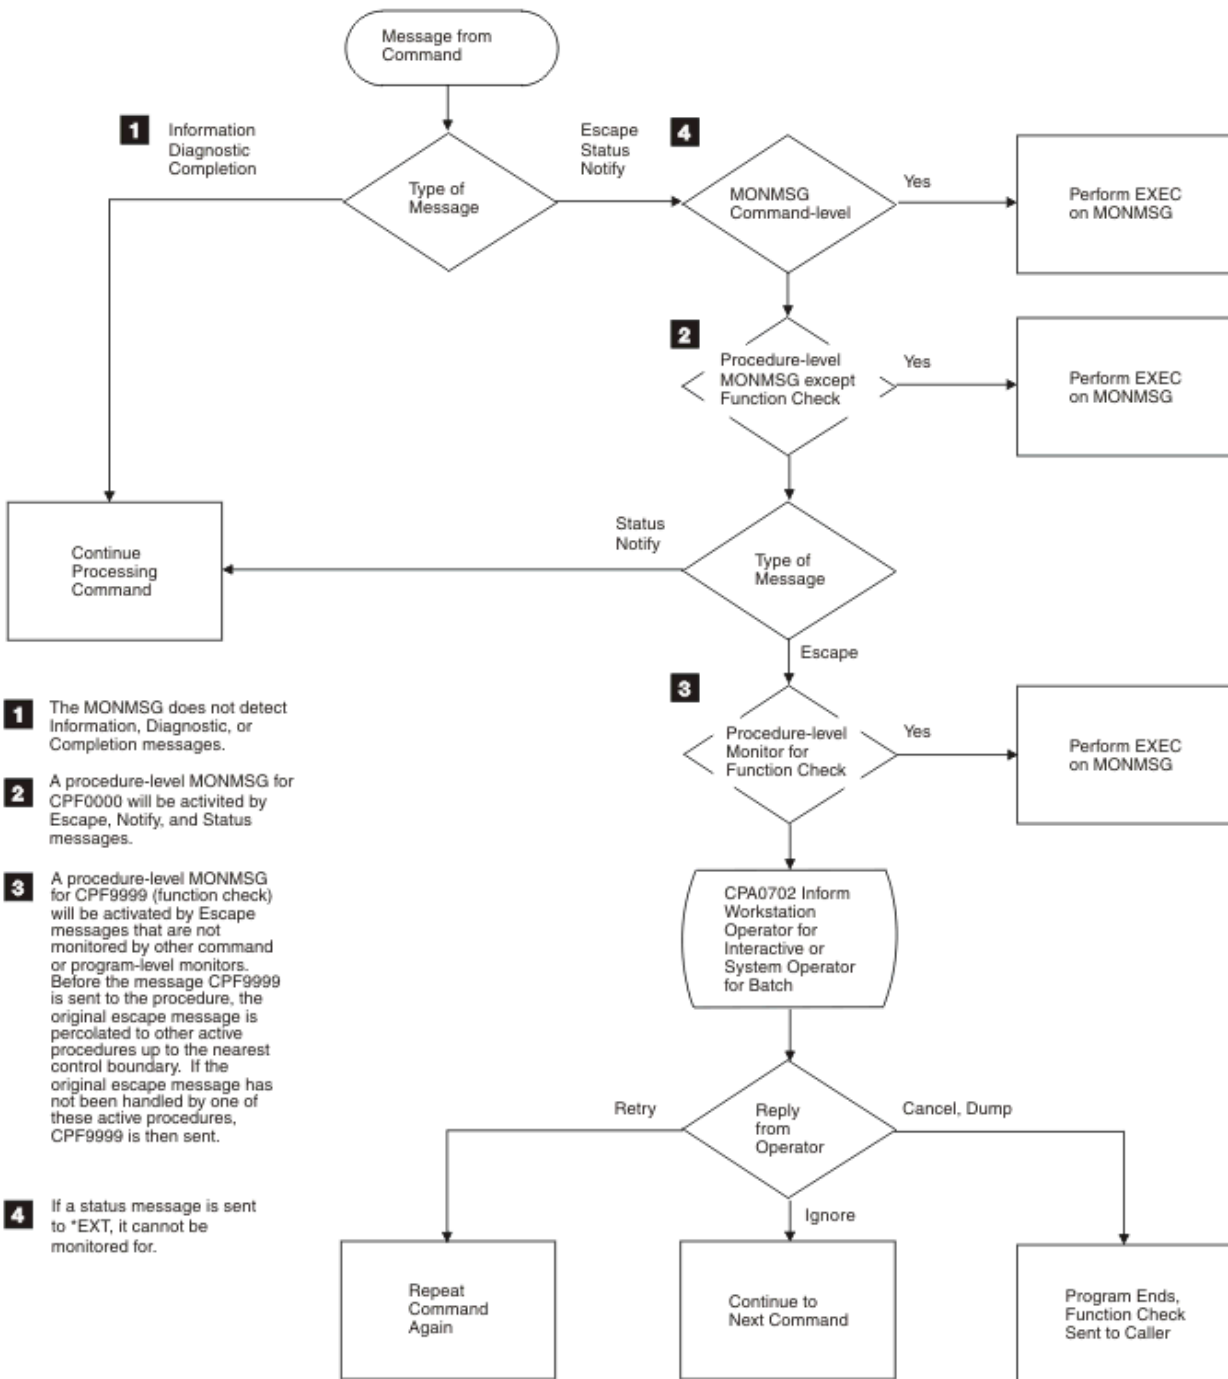 Message from
Command
1
Information
Diagnostic
Completion
Type of
Message
Escape
Status
Notify
4
MONMSG
Command-level
Yes
Perform EXEC
on MONMSG
2
Procedure-level
MONMSG except
Function Check
Yes
Perform EXEC
on MONMSG
Status
Notify
Type of
Message
Continue
Processing
Command
Escape
3
Procedure-level
Monitor for
Function Check
Yes
Perform EXEC
on MONMSG
1
The MONMSG does not detect
Information, Diagnostic, or
Completion messages.
2
A procedure-level MONMSG for
CPF0000 will be activited by
Escape, Notify, and Status
messages.
3
A procedure-level MONMSG
for CPF9999 (function check)
will be activated by Escape
messages that are not
monitored by other command
or program-level monitors.
Before the message CPF9999
is sent to the procedure, the
original escape message is
percolated to other active
procedures up to the nearest
control boundary. If the
original escape message has
not been handled by one of
these active procedures,
CPF9999 is then sent.
4
If a status message is sent
to *EXT, it cannot be
monitored for.
CPA0702 Inform
Workstation
Operator for
Interactive or
System Operator
for Batch
Retry
Reply
from
Operator
Cancel, Dump
Ignore
Repeat
Command
Again
Continue to
Next Command
Program Ends,
Function Check
Sent to Caller